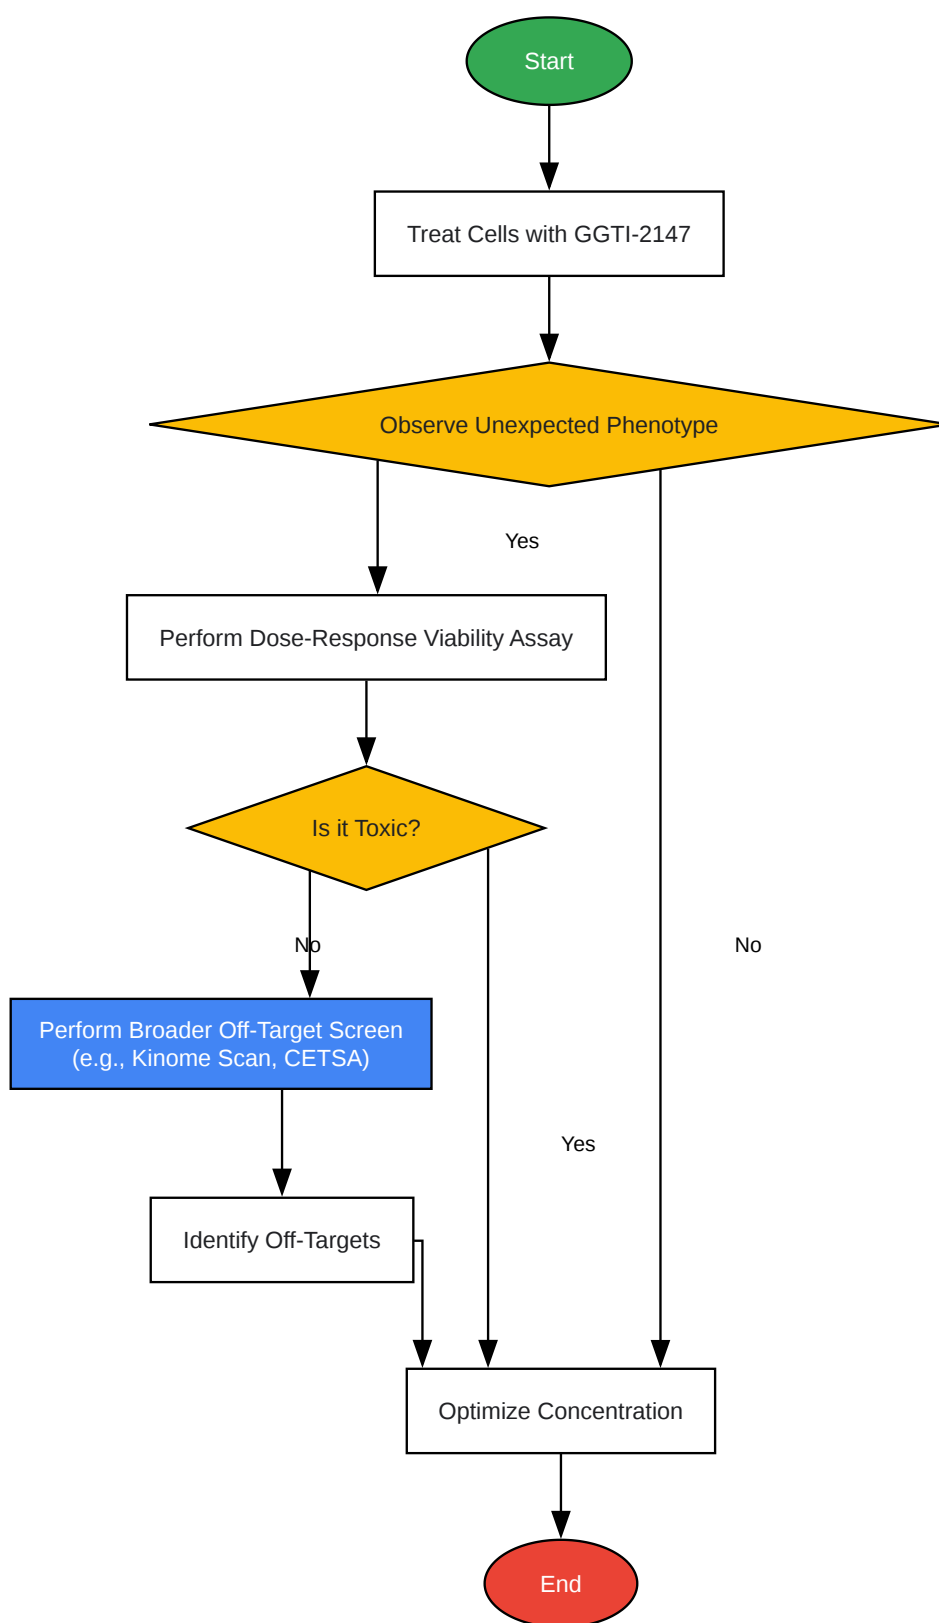 Start
Treat Cells with GGTI-2147
Observe Unexpected Phenotype
Yes
Perform Dose-Response Viability Assay
Is it Toxic?
No
No
Perform Broader Off-Target Screen
(e.g., Kinome Scan, CETSA)
Yes
Identify Off-Targets
Optimize Concentration
End